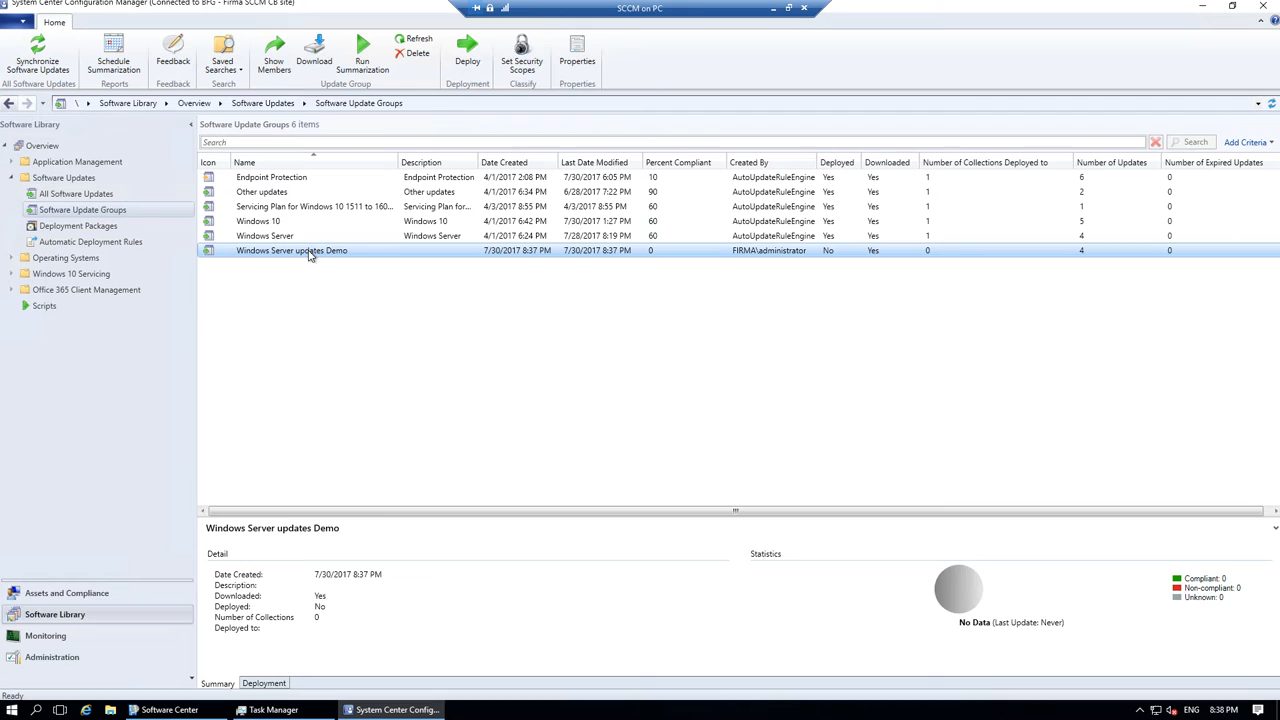 System Center Configuration Manager (Connected to BFG - Firma SCCM CB site)
SCCM on PC
Home
Synchronize Software Updates
Schedule Summarization
Feedback
Saved Searches
Show Members
Download
Run Summarization
Refresh
Delete
Deploy
Set Security Scopes
Properties
All Software Updates
Reports
Feedback
Search
Update Group
Deployment
Classify
Properties
\ Software Library Overview Software Updates Software Update Groups
Software Library
Overview
Application Management
Software Updates
All Software Updates
Software Update Groups
Deployment Packages
Automatic Deployment Rules
Operating Systems
Windows 10 Servicing
Office 365 Client Management
Scripts
Assets and Compliance
Software Library
Monitoring
Administration
Software Update Groups 6 items
Search
Search
Add Criteria
Icon Name Description Date Created Last Date Modified Percent Compliant Created By Deployed Downloaded Number of Collections Deployed to Number of Updates Number of Expired Updates
Endpoint Protection Endpoint Protection 4/1/2017 2:08 PM 7/30/2017 6:05 PM 10 AutoUpdateRuleEngine Yes Yes 1 6 0
Other updates Other updates 4/1/2017 6:34 PM 6/28/2017 7:22 PM 90 AutoUpdateRuleEngine Yes Yes 1 2 0
Servicing Plan for Windows 10 1511 to 160... Servicing Plan for... 4/3/2017 8:55 PM 4/3/2017 8:55 PM 60 AutoUpdateRuleEngine Yes Yes 1 1 0
Windows 10 Windows 10 4/1/2017 6:42 PM 7/30/2017 1:27 PM 60 AutoUpdateRuleEngine Yes Yes 1 5 0
Windows Server Windows Server 4/1/2017 6:24 PM 7/28/2017 8:19 PM 60 AutoUpdateRuleEngine Yes Yes 1 4 0
Windows Server updates Demo 7/30/2017 8:37 PM 7/30/2017 8:37 PM 0 FIRMA\administrator No Yes 0 4 0
Windows Server updates Demo
Detail
Date Created: 7/30/2017 8:37 PM
Description:
Downloaded: Yes
Deployed: No
Number of Collections 0
Deployed to:
Statistics
Compliant: 0
Non-compliant: 0
Unknown: 0
No Data (Last Update: Never)
Summary Deployment
Ready
Software Center
Task Manager
System Center Config...
ENG 8:38 PM